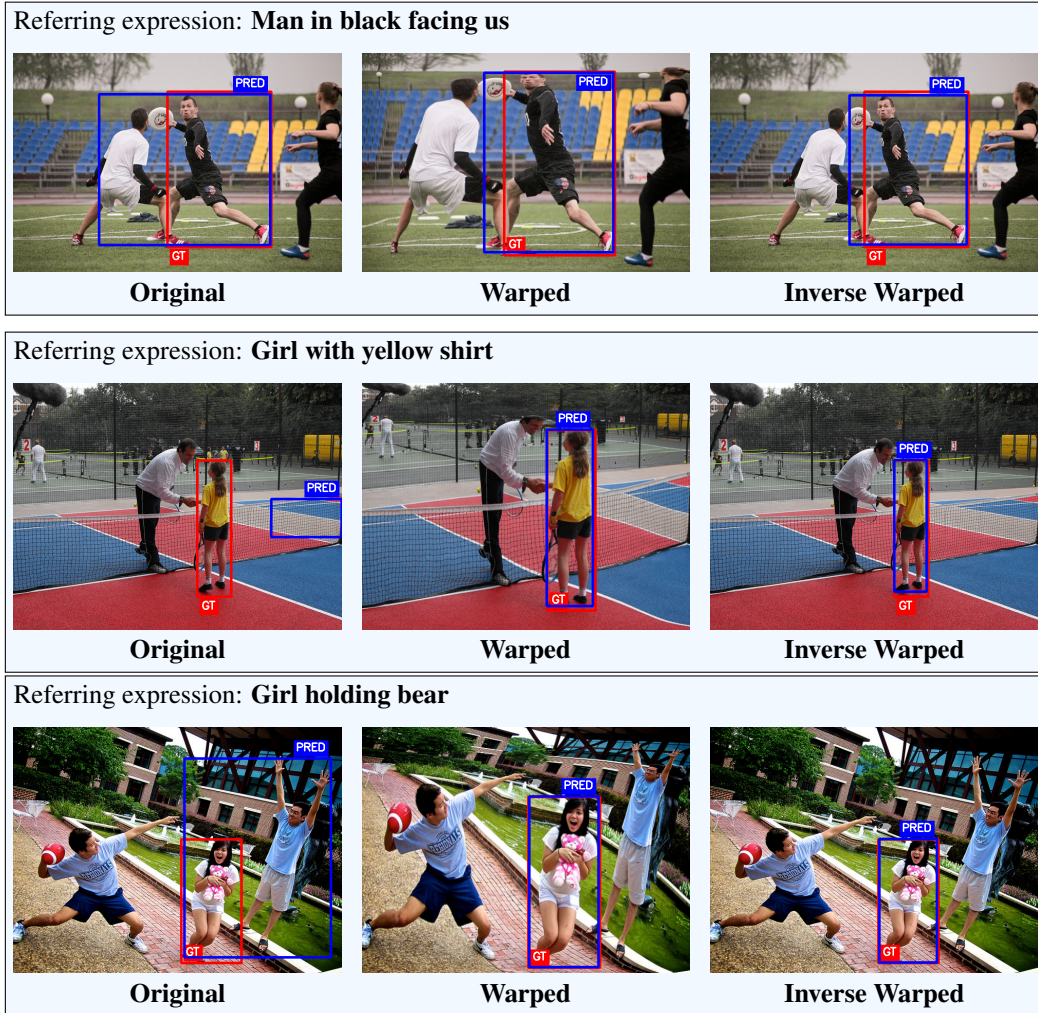 Referring expression: Man in black facing us
PRED
GT
Original
PRED
GT
Warped
PRED
GT
Inverse Warped
Referring expression: Girl with yellow shirt
2
PRED
GT
Original
PRED
GT
Warped
2
PRED
GT
Inverse Warped
Referring expression: Girl holding bear
PRED
GT
Original
PRED
GT
Warped
PRED
GT
Inverse Warped